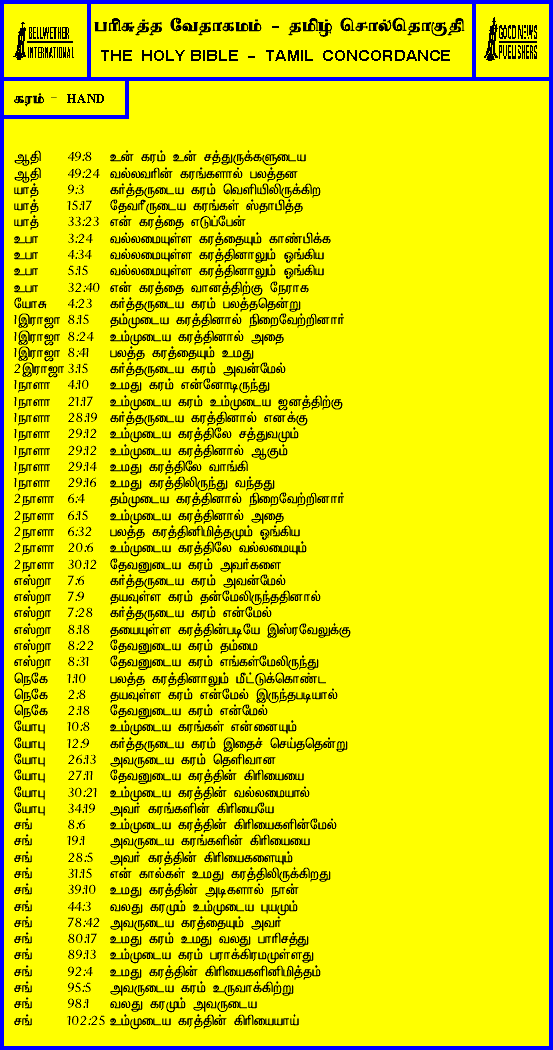 BELLWETHER INTERNATIONAL
பரிசுத்த வேதாகமம் - தமிழ் சொல்தொகுதி
THE HOLY BIBLE - TAMIL CONCORDANCE
GOOD NEWS PUBLISHERS
கரம் - HAND
ஆதி 49:8 உன் கரம் உன் சத்துருக்களுடைய
ஆதி 49:24 வல்லவரின் கரங்களால் பலத்தன
யாத் 9:3 கர்த்தருடைய கரம் வெளியிலிருக்கிற
யாத் 15:17 தேவரீருடைய கரங்கள் ஸ்தாபித்த
யாத் 33:23 என் கரத்தை எடுப்பேன்
உபா 3:24 வல்லமையுள்ள கரத்தையும் காண்பிக்க
உபா 4:34 வல்லமையுள்ள கரத்தினாலும் ஓங்கிய
உபா 5:15 வல்லமையுள்ள கரத்தினாலும் ஓங்கிய
உபா 32:40 என் கரத்தை வானத்திற்கு நேராக
யோசு 4:23 கர்த்தருடைய கரம் பலத்ததென்று
1இராஜா 8:15 தம்முடைய கரத்தினால் நிறைவேற்றினார்
1இராஜா 8:24 உம்முடைய கரத்தினால் அதை
1இராஜா 8:41 பலத்த கரத்தையும் உமது
2இராஜா 3:15 கர்த்தருடைய கரம் அவன்மேல்
1நாளா 4:10 உமது கரம் என்னோடிருந்து
1நாளா 21:17 உம்முடைய கரம் உம்முடைய ஜனத்திற்கு
1நாளா 28:19 கர்த்தருடைய கரத்தினால் எனக்கு
1நாளா 29:12 உம்முடைய கரத்திலே சத்துவமும்
1நாளா 29:12 உம்முடைய கரத்தினால் ஆகும்
1நாளா 29:14 உமது கரத்திலே வாங்கி
1நாளா 29:16 உமது கரத்திலிருந்து வந்தது
2நாளா 6:4 தம்முடைய கரத்தினால் நிறைவேற்றினார்
2நாளா 6:15 உம்முடைய கரத்தினால் அதை
2நாளா 6:32 பலத்த கரத்தினிமித்தமும் ஓங்கிய
2நாளா 20:6 உம்முடைய கரத்திலே வல்லமையும்
2நாளா 30:12 தேவனுடைய கரம் அவர்களை
எஸ்றா 7:6 கர்த்தருடைய கரம் அவன்மேல்
எஸ்றா 7:9 தயவுள்ள கரம் தன்மேலிருந்ததினால்
எஸ்றா 7:28 கர்த்தருடைய கரம் என்மேல்
எஸ்றா 8:18 தயையுள்ள கரத்தின்படியே இஸ்ரவேலுக்கு
எஸ்றா 8:22 தேவனுடைய கரம் தம்மை
எஸ்றா 8:31 தேவனுடைய கரம் எங்கள்மேலிருந்து
நெகே 1:10 பலத்த கரத்தினாலும் மீட்டுக்கொண்ட
நெகே 2:8 தயவுள்ள கரம் என்மேல் இருந்தபடியால்
நெகே 2:18 தேவனுடைய கரம் என்மேல்
யோபு 10:8 உம்முடைய கரங்கள் என்னையும்
யோபு 12:9 கர்த்தருடைய கரம் இதைச் செய்ததென்று
யோபு 26:13 அவருடைய கரம் தெளிவான
யோபு 27:11 தேவனுடைய கரத்தின் கிரியையை
யோபு 30:21 உம்முடைய கரத்தின் வல்லமையால்
யோபு 34:19 அவர் கரங்களின் கிரியையே
சங் 8:6 உம்முடைய கரத்தின் கிரியைகளின்மேல்
சங் 19:1 அவருடைய கரங்களின் கிரியையை
சங் 28:5 அவர் கரத்தின் கிரியைகளையும்
சங் 31:15 என் கால்கள் உமது கரத்திலிருக்கிறது
சங் 39:10 உமது கரத்தின் அடிகளால் நான்
சங் 44:3 வலது கரமும் உம்முடைய புயமும்
சங் 78:42 அவருடைய கரத்தையும் அவர்
சங் 80:17 உமது கரம் உமது வலது பாரிசத்து
சங் 89:13 உம்முடைய கரம் பராக்கிரமமுள்ளது
சங் 92:4 உமது கரத்தின் கிரியைகளினிமித்தம்
சங் 95:5 அவருடைய கரம் உருவாக்கிற்று
சங் 98:1 வலது கரமும் அவருடைய
சங் 102:25 உம்முடைய கரத்தின் கிரியையாய்